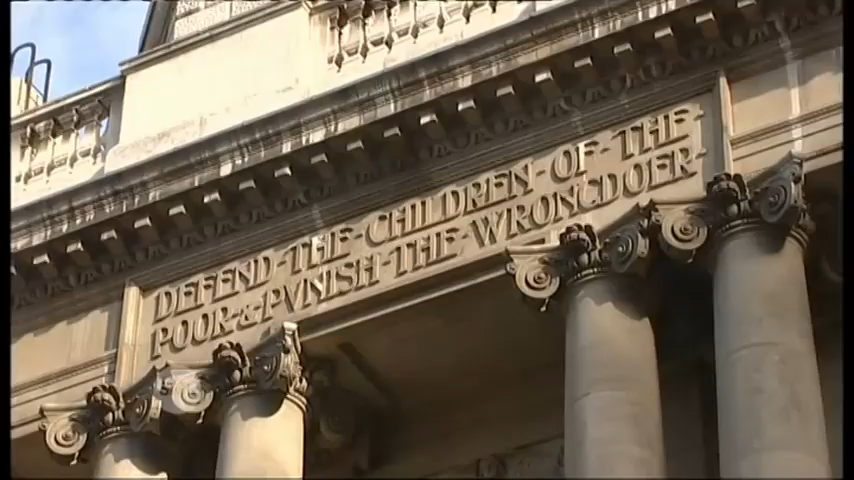 DEFEND THE CHILDREN·OF·THE
POOR·&PVNISH THE WRONGDOER